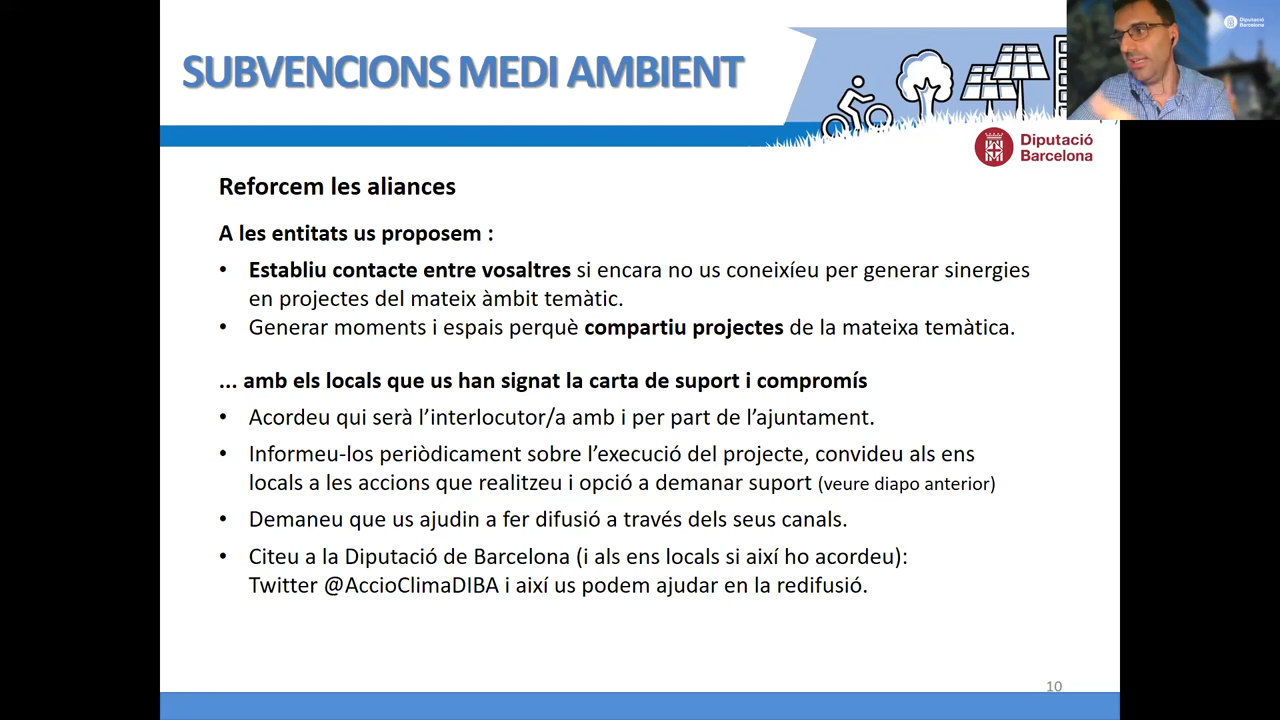 Diputació
Barcelona
SUBVENCIONS MEDI AMBIENT
Diputació
Barcelona
Reforcem les aliances
A les entitats us proposem :
• Establiu contacte entre vosaltres si encara no us coneixíeu per generar sinergies
en projectes del mateix àmbit temàtic.
• Generar moments i espais perquè compartiu projectes de la mateixa temàtica.
... amb els locals que us han signat la carta de suport i compromís
• Acordeu qui serà l’interlocutor/a amb i per part de l’ajuntament.
• Informeu-los periòdicament sobre l’execució del projecte, convideu als ens
locals a les accions que realitzeu i opció a demanar suport (veure diapo anterior)
• Demaneu que us ajudin a fer difusió a través dels seus canals.
• Citeu a la Diputació de Barcelona (i als ens locals si així ho acordeu):
Twitter @AccioClimaDIBA i així us podem ajudar en la redifusió.
10